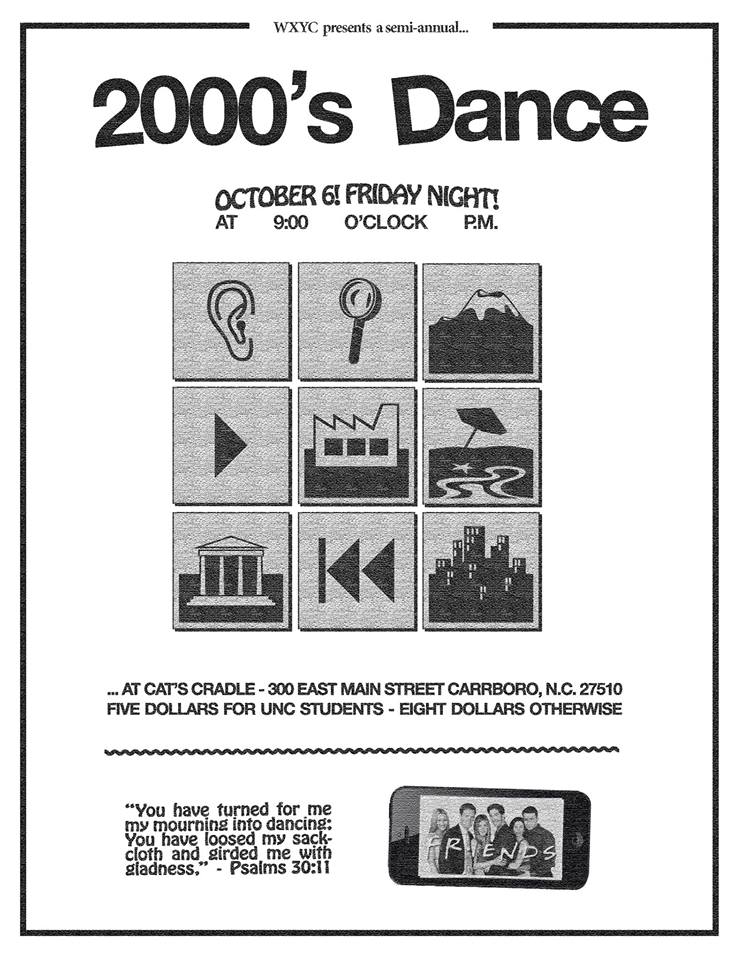 WXYC presents a semi-annual...
2000's Dance
OCTOBER 6! FRIDAY NIGHT!
AT 9:00 O'CLOCK P.M.
... AT CAT'S CRADLE - 300 EAST MAIN STREET CARRBORO, N.C. 27510
FIVE DOLLARS FOR UNC STUDENTS - EIGHT DOLLARS OTHERWISE
“You have turned for me
my mourning into dancing:
You have loosed my sack-
cloth and girded me with
gladness,” - Psalms 30:11
FRIENDS